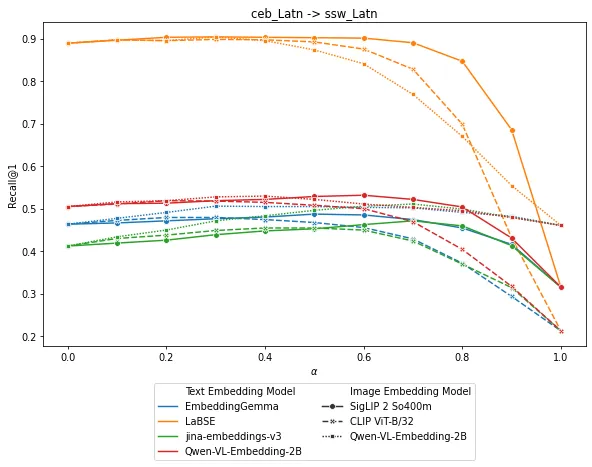 ceb_Latn -> ssw_Latn
Recall@1
0.9
0.8
0.7
0.6
0.5
0.4
0.3
0.2
0.0 0.2 0.4 0.6 0.8 1.0
α
Text Embedding Model Image Embedding Model
EmbeddingGemma SigLIP 2 So400m
LaBSE CLIP ViT-B/32
jina-embeddings-v3 Qwen-VL-Embedding-2B
Qwen-VL-Embedding-2B